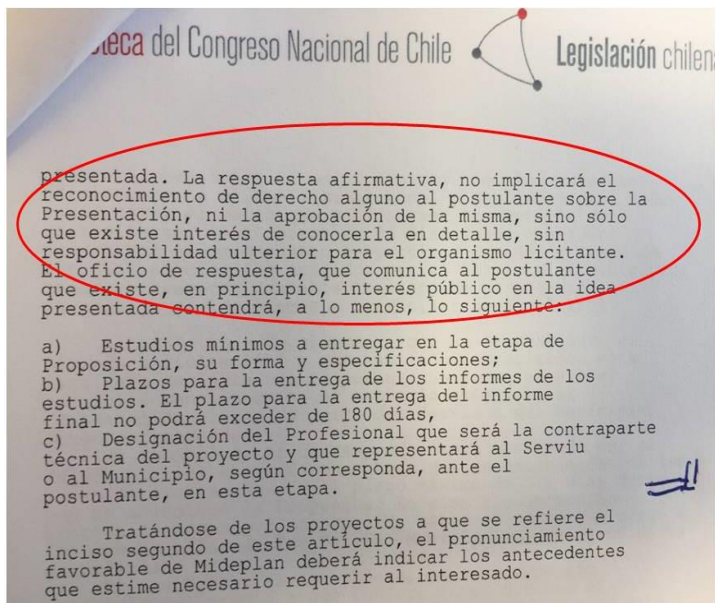 del Congreso Nacional de Chile
Legislación
presentada. La respuesta afirmativa, no implicará el
reconocimiento de derecho alguno al postulante sobre la
Presentación, ni la aprobación de la misma, sino sólo
que existe interés de conocerla en detalle, sin
responsabilidad ulterior para el organismo licitante.
El oficio de respuesta, que comunica al postulante
que existe, en principio, interés público en la idea
presentada contendrá, a lo menos, lo siguiente:
a) Estudios mínimos a entregar en la etapa de
Proposición, su forma y especificaciones;
b) Plazos para la entrega de los informes de los
estudios. El plazo para la entrega del informe
final no podrá exceder de 180 días,
c) Designación del Profesional que será la contraparte
técnica del proyecto y que representará al Serviu
o al Municipio, según corresponda, ante el
postulante, en esta etapa.
Tratándose de los proyectos a que se refiere el
inciso segundo de este artículo, el pronunciamiento
favorable de Mideplan deberá indicar los antecedentes
que estime necesario requerir al interesado.